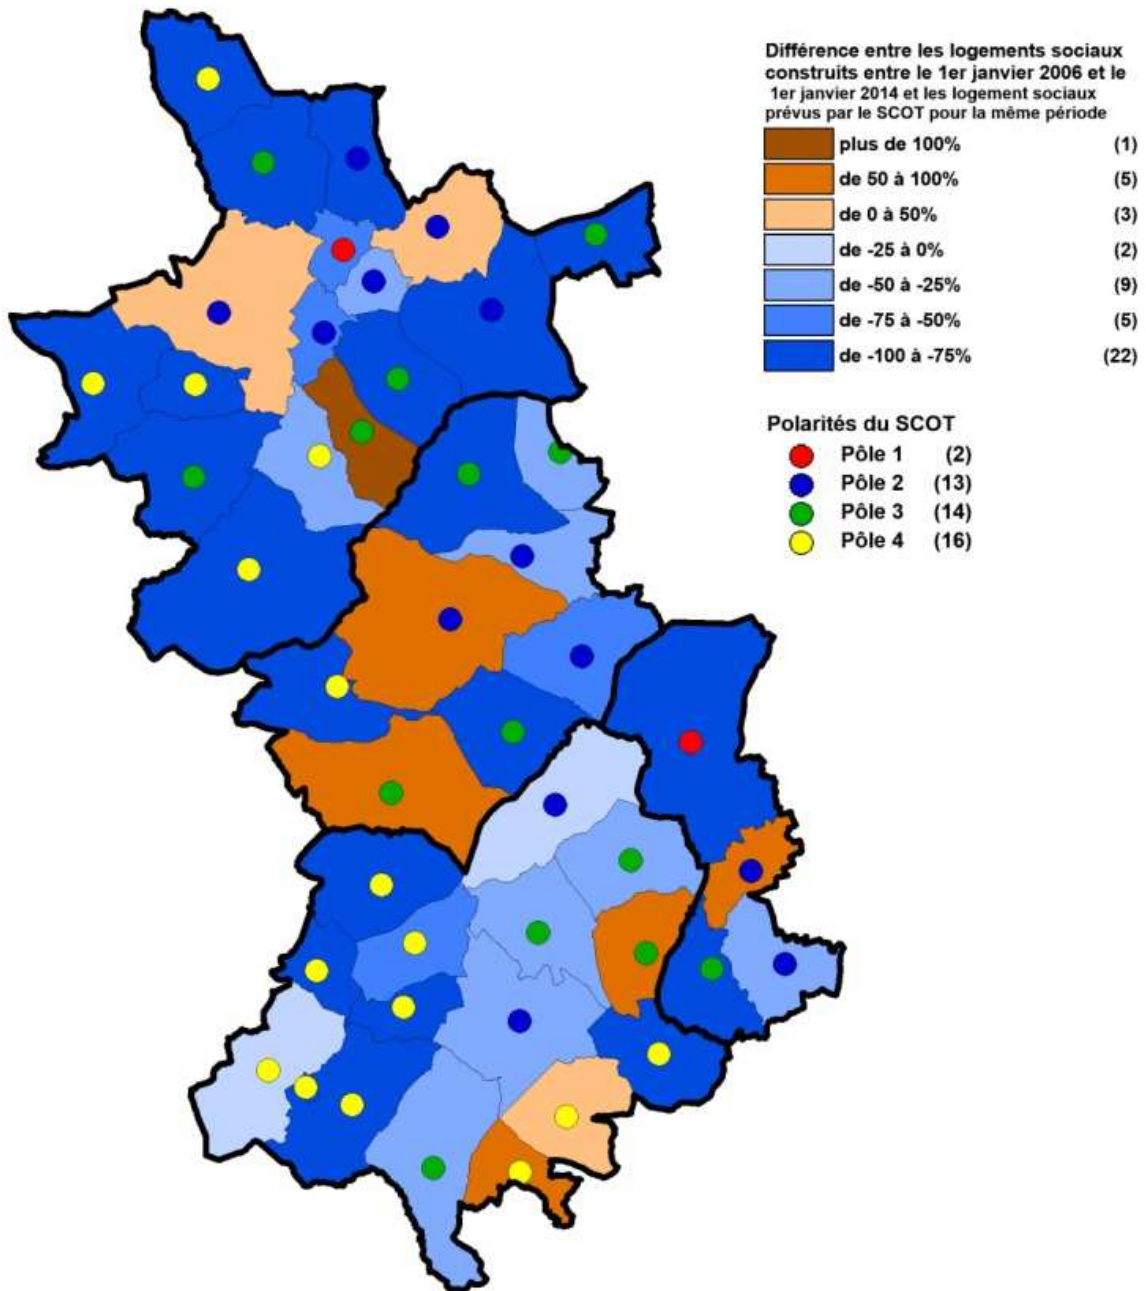 Différence entre les logements sociaux
construits entre le 1er janvier 2006 et le
1er janvier 2014 et les logement sociaux
prévus par le SCOT pour la même période
plus de 100% (1)
de 50 à 100% (5)
de 0 à 50% (3)
de -25 à 0% (2)
de -50 à -25% (9)
de -75 à -50% (5)
de -100 à -75% (22)
Polarités du SCOT
Pôle 1 (2)
Pôle 2 (13)
Pôle 3 (14)
Pôle 4 (16)